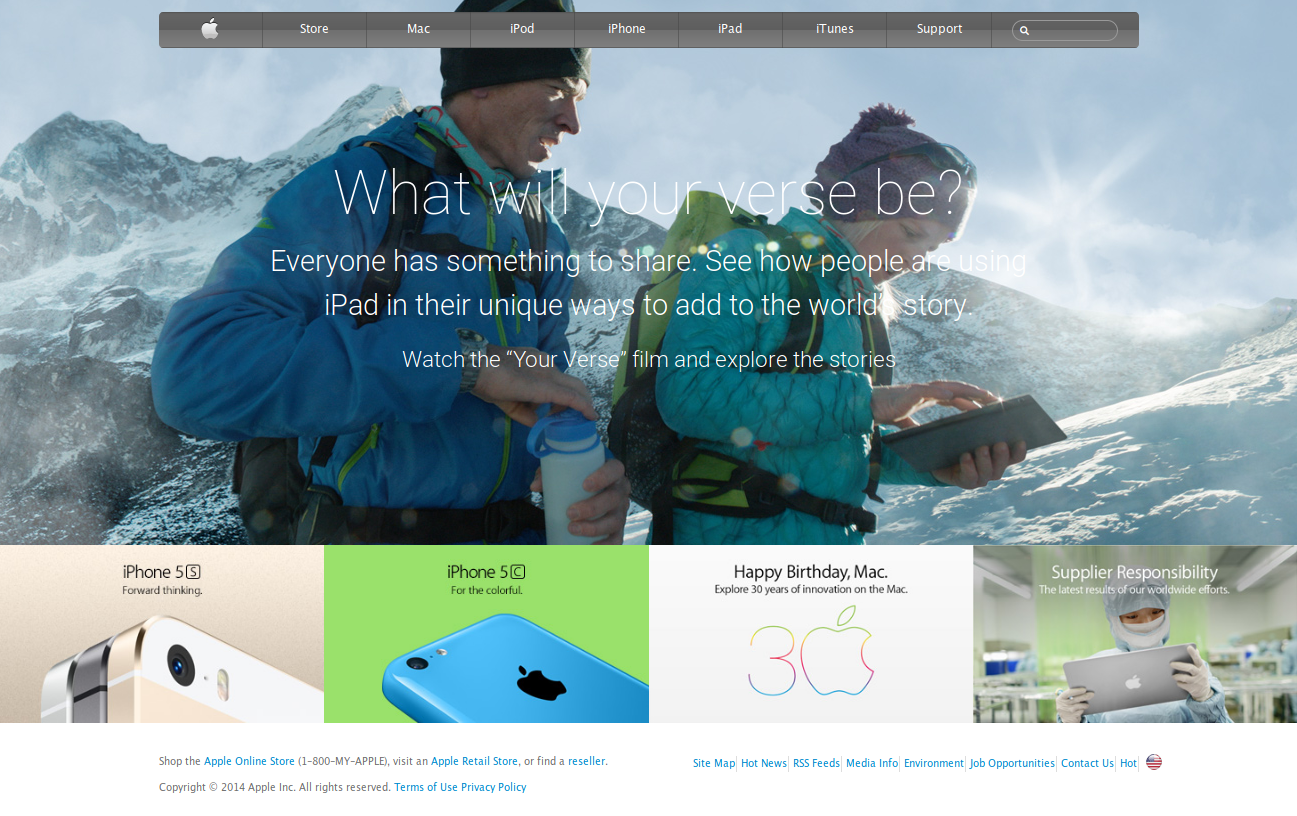 Store Mac iPod iPhone iPad iTunes Support
What will your verse be?
Everyone has something to share. See how people are using
iPad in their unique ways to add to the world's story.
Watch the “Your Verse” film and explore the stories
iPhone 5S
Forward thinking.
iPhone 5C
For the colorful.
Happy Birthday, Mac.
Explore 30 years of innovation on the Mac.
30
Supplier Responsibility
The latest results of our worldwide efforts.
Shop the Apple Online Store (1-800-MY-APPLE), visit an Apple Retail Store, or find a reseller.
Site Map Hot News RSS Feeds Media Info Environment Job Opportunities Contact Us Hot
Copyright © 2014 Apple Inc. All rights reserved. Terms of Use Privacy Policy